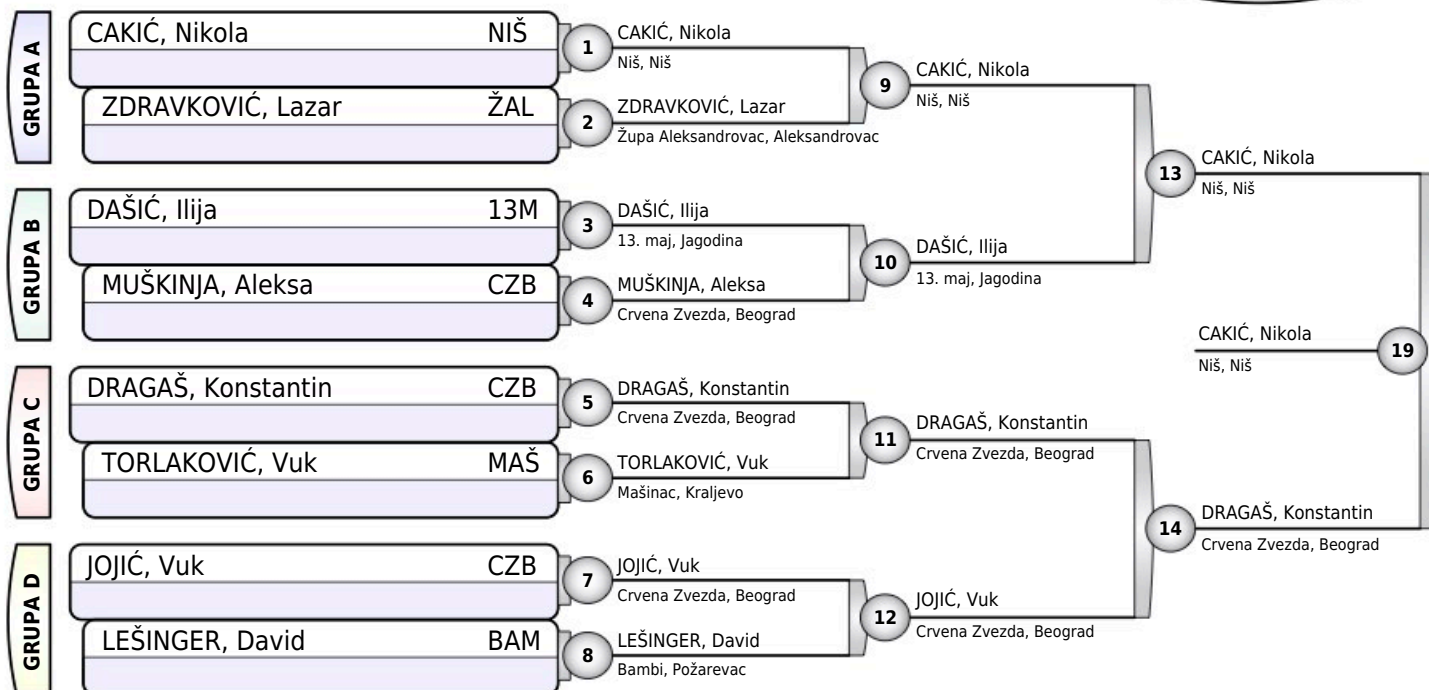 GRUPA A
CAKIĆ, Nikola NIŠ
ZDRAVKOVIĆ, Lazar ŽAL
GRUPA B
DAŠIĆ, Ilija 13M
MUŠKINJA, Aleksa CZB
GRUPA C
DRAGAŠ, Konstantin CZB
TORLAKOVIĆ, Vuk MAŠ
GRUPA D
JOJIĆ, Vuk CZB
LEŠINGER, David BAM
1 CAKIĆ, Nikola
Niš, Niš
2 ZDRAVKOVIĆ, Lazar
Župa Aleksandrovac, Aleksandrovac
3 DAŠIĆ, Ilija
13. maj, Jagodina
4 MUŠKINJA, Aleksa
Crvena Zvezda, Beograd
5 DRAGAŠ, Konstantin
Crvena Zvezda, Beograd
6 TORLAKOVIĆ, Vuk
Mašinac, Kraljevo
7 JOJIĆ, Vuk
Crvena Zvezda, Beograd
8 LEŠINGER, David
Bambi, Požarevac
9 CAKIĆ, Nikola
Niš, Niš
10 DAŠIĆ, Ilija
13. maj, Jagodina
11 DRAGAŠ, Konstantin
Crvena Zvezda, Beograd
12 JOJIĆ, Vuk
Crvena Zvezda, Beograd
13 CAKIĆ, Nikola
Niš, Niš
14 DRAGAŠ, Konstantin
Crvena Zvezda, Beograd
CAKIĆ, Nikola 19
Niš, Niš